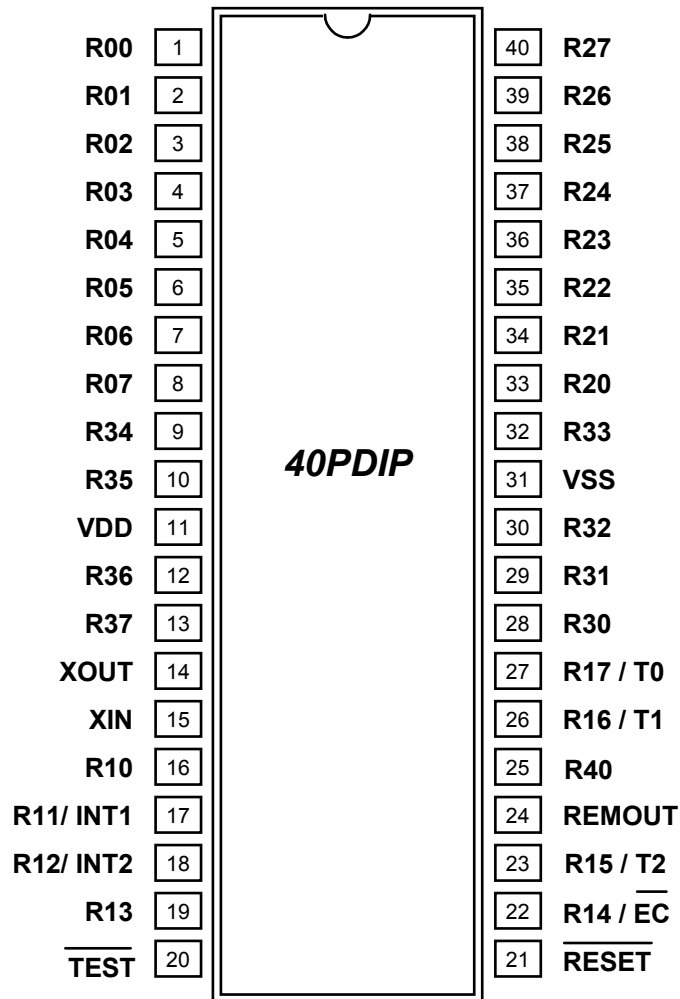 R00 1 40 R27
R01 2 39 R26
R02 3 38 R25
R03 4 37 R24
R04 5 36 R23
R05 6 35 R22
R06 7 34 R21
R07 8 33 R20
R34 9 32 R33
R35 10 40PDIP 31 VSS
VDD 11 30 R32
R36 12 29 R31
R37 13 28 R30
XOUT 14 27 R17 / T0
XIN 15 26 R16 / T1
R10 16 25 R40
R11/ INT1 17 24 REMOUT
R12/ INT2 18 23 R15 / T2
R13 19 22 R14 / E̅C̅
T̅E̅S̅T̅ 20 21 R̅E̅S̅E̅T̅